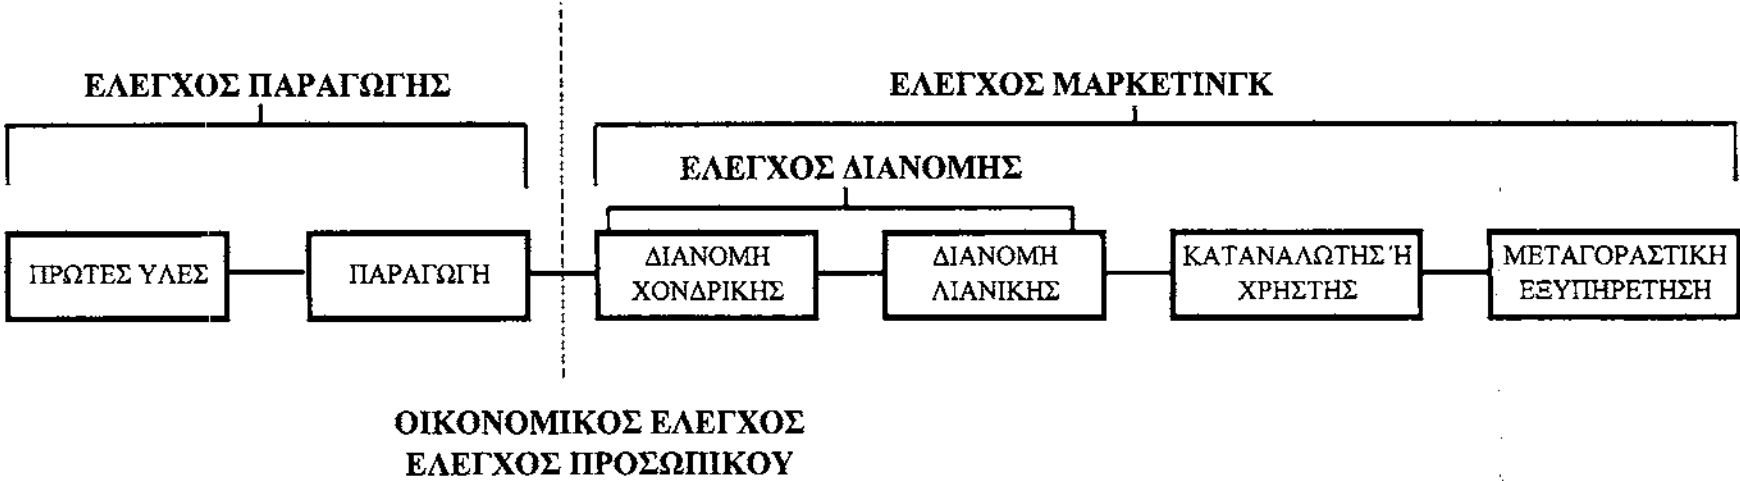 ΕΛΕΓΧΟΣ ΠΑΡΑΓΩΓΗΣ
ΕΛΕΓΧΟΣ ΜΑΡΚΕΤΙΝΓΚ
ΕΛΕΓΧΟΣ ΔΙΑΝΟΜΗΣ
ΠΡΩΤΕΣ ΥΛΕΣ
ΠΑΡΑΓΩΓΗ
ΔΙΑΝΟΜΗ
ΧΟΝΔΡΙΚΗΣ
ΔΙΑΝΟΜΗ
ΛΙΑΝΙΚΗΣ
ΚΑΤΑΝΑΛΩΤΗΣ Ή
ΧΡΗΣΤΗΣ
ΜΕΤΑΓΟΡΑΣΤΙΚΗ
ΕΞΥΠΗΡΕΤΗΣΗ
ΟΙΚΟΝΟΜΙΚΟΣ ΕΛΕΓΧΟΣ
ΕΛΕΓΧΟΣ ΠΡΟΣΩΠΙΚΟΥ